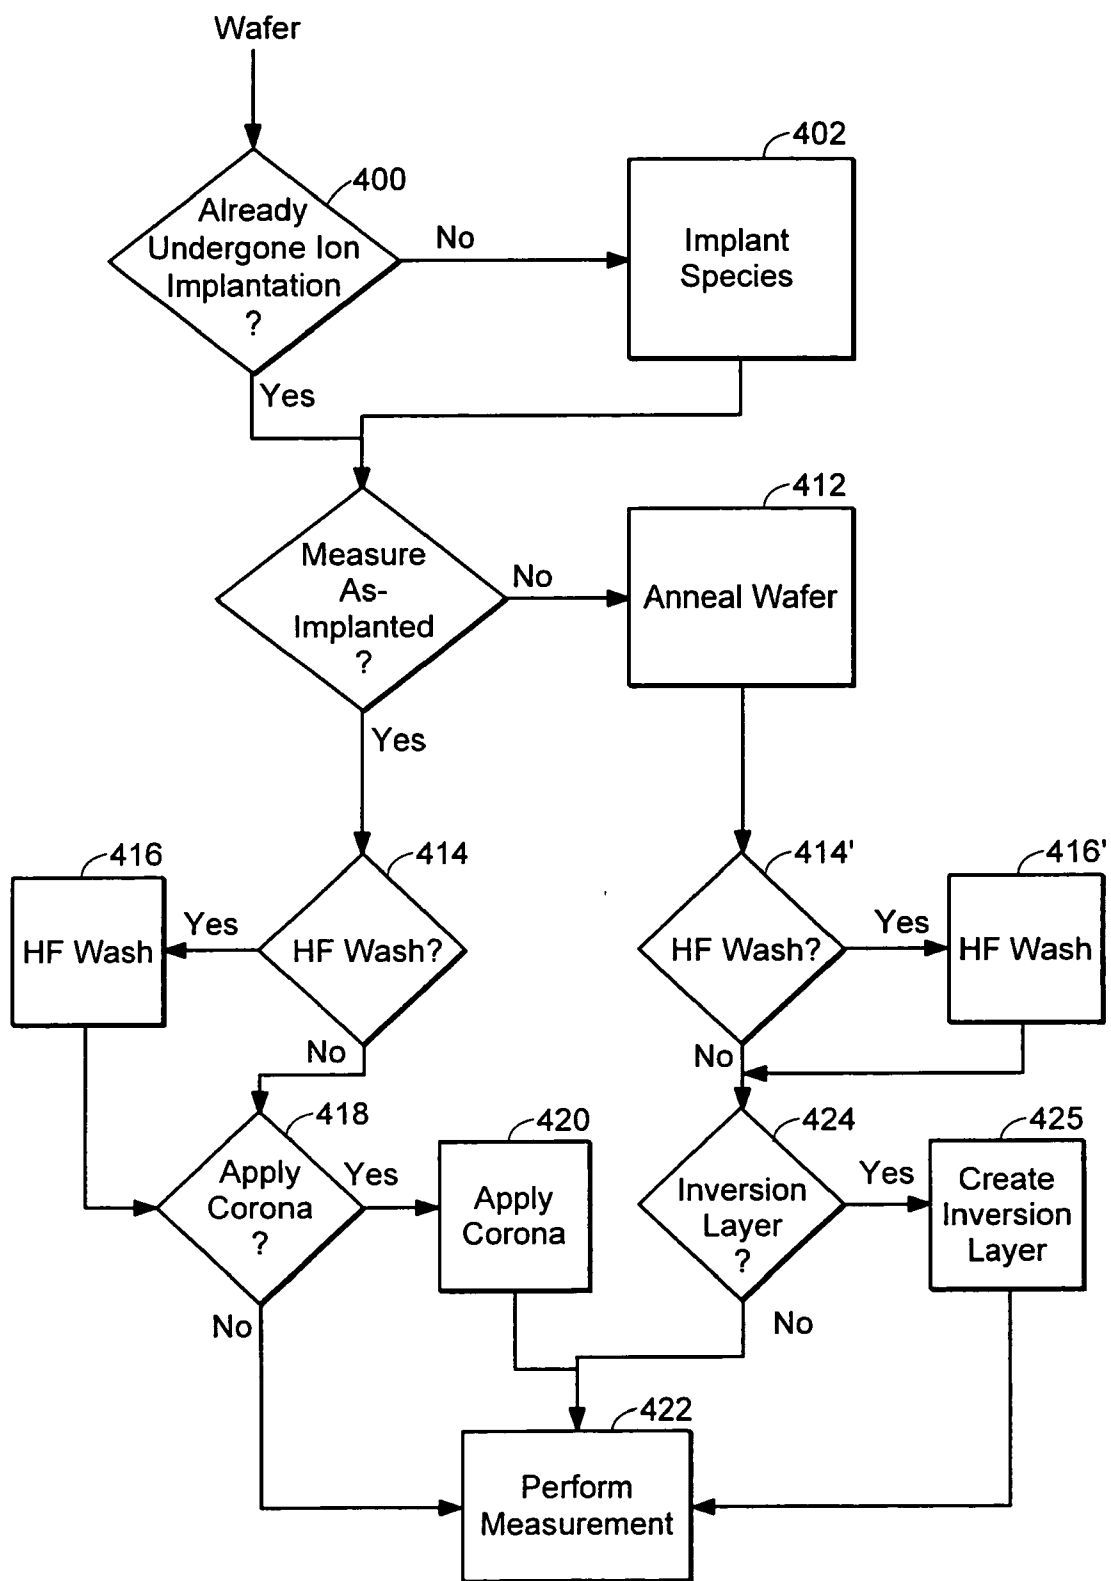 Wafer
400
402
Already
Undergone Ion
Implantation
?
No
Implant
Species
Yes
412
Measure
As-
Implanted
?
No
Anneal Wafer
Yes
416
414
414'
416'
HF Wash
Yes
HF Wash?
HF Wash?
Yes
HF Wash
No
No
418
420
424
425
Apply
Corona
?
Yes
Apply
Corona
Inversion
Layer
?
Yes
Create
Inversion
Layer
No
No
422
Perform
Measurement